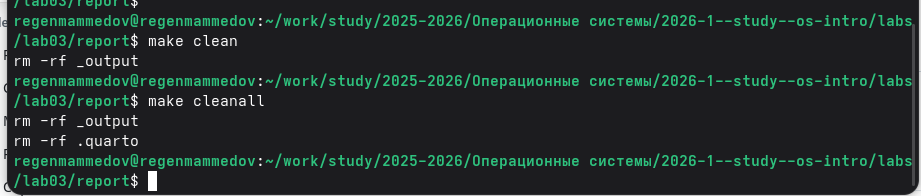 /lab03/report$
regenmammedov@regenmammedov:~/work/study/2025-2026/Операционные системы/2026-1--study--os-intro/labs
/lab03/report$ make clean
rm -rf _output
regenmammedov@regenmammedov:~/work/study/2025-2026/Операционные системы/2026-1--study--os-intro/labs
/lab03/report$ make cleanall
rm -rf _output
rm -rf .quarto
regenmammedov@regenmammedov:~/work/study/2025-2026/Операционные системы/2026-1--study--os-intro/labs
/lab03/report$